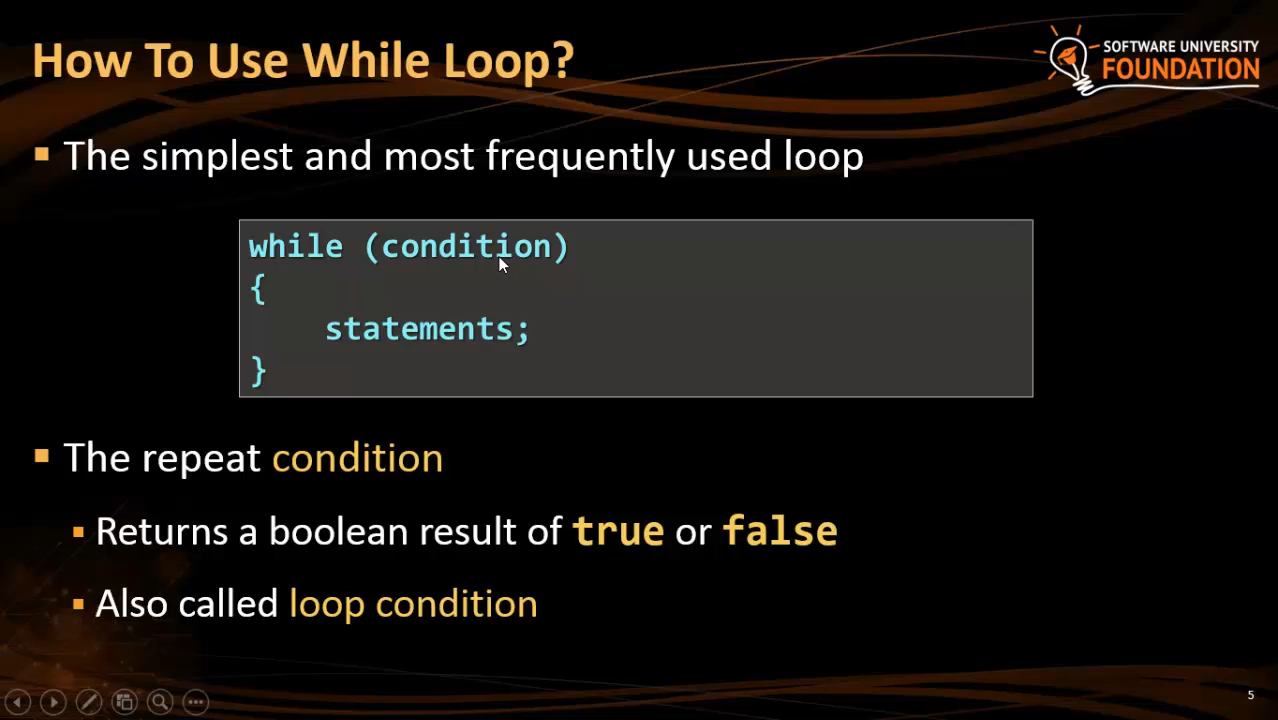 How To Use While Loop?
SOFTWARE UNIVERSITY
FOUNDATION
The simplest and most frequently used loop
while (condition)
{
    statements;
}
The repeat condition
Returns a boolean result of true or false
Also called loop condition
5